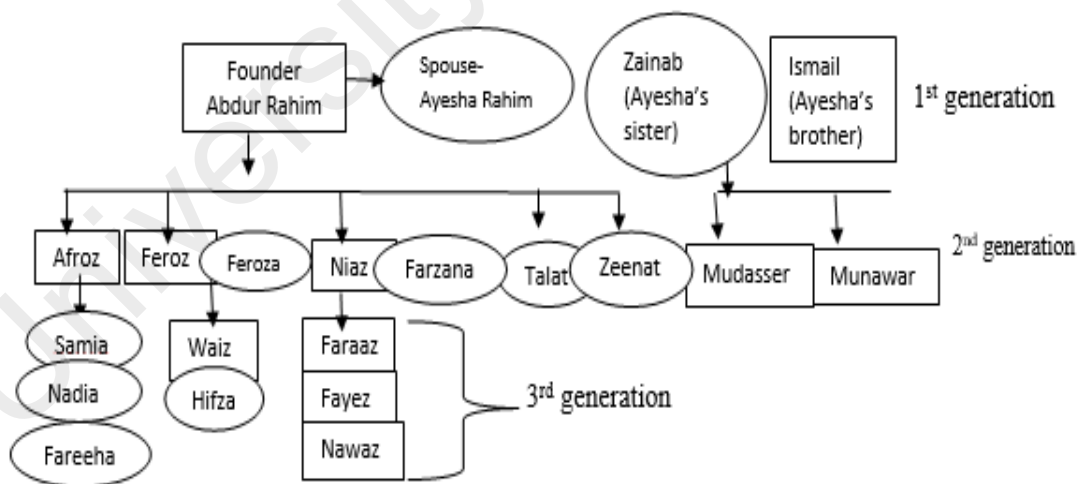 Founder
Abdur Rahim
Spouse-
Ayesha Rahim
Zainab
(Ayesha's
sister)
Ismail
(Ayesha's
brother)
1st generation
Afroz
Feroz
Feroza
Niaz
Farzana
Talat
Zeenat
Mudasser
Munawar
2nd generation
Samia
Nadia
Fareeha
Waiz
Hifza
Faraaz
Fayez
Nawaz
3rd generation
University